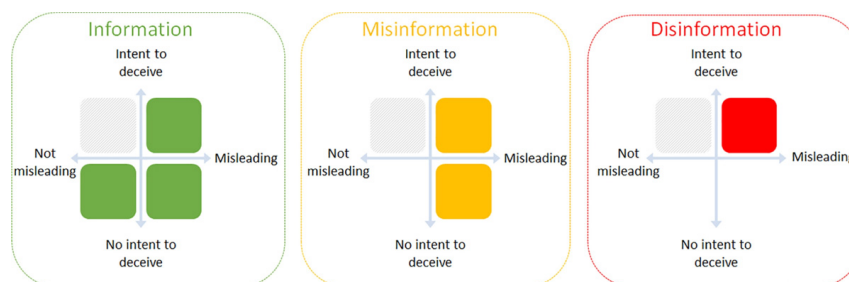 Information
Intent to
deceive
Not
misleading
Misleading
No intent to
deceive
Misinformation
Intent to
deceive
Not
misleading
Misleading
No intent to
deceive
Disinformation
Intent to
deceive
Not
misleading
Misleading
No intent to
deceive